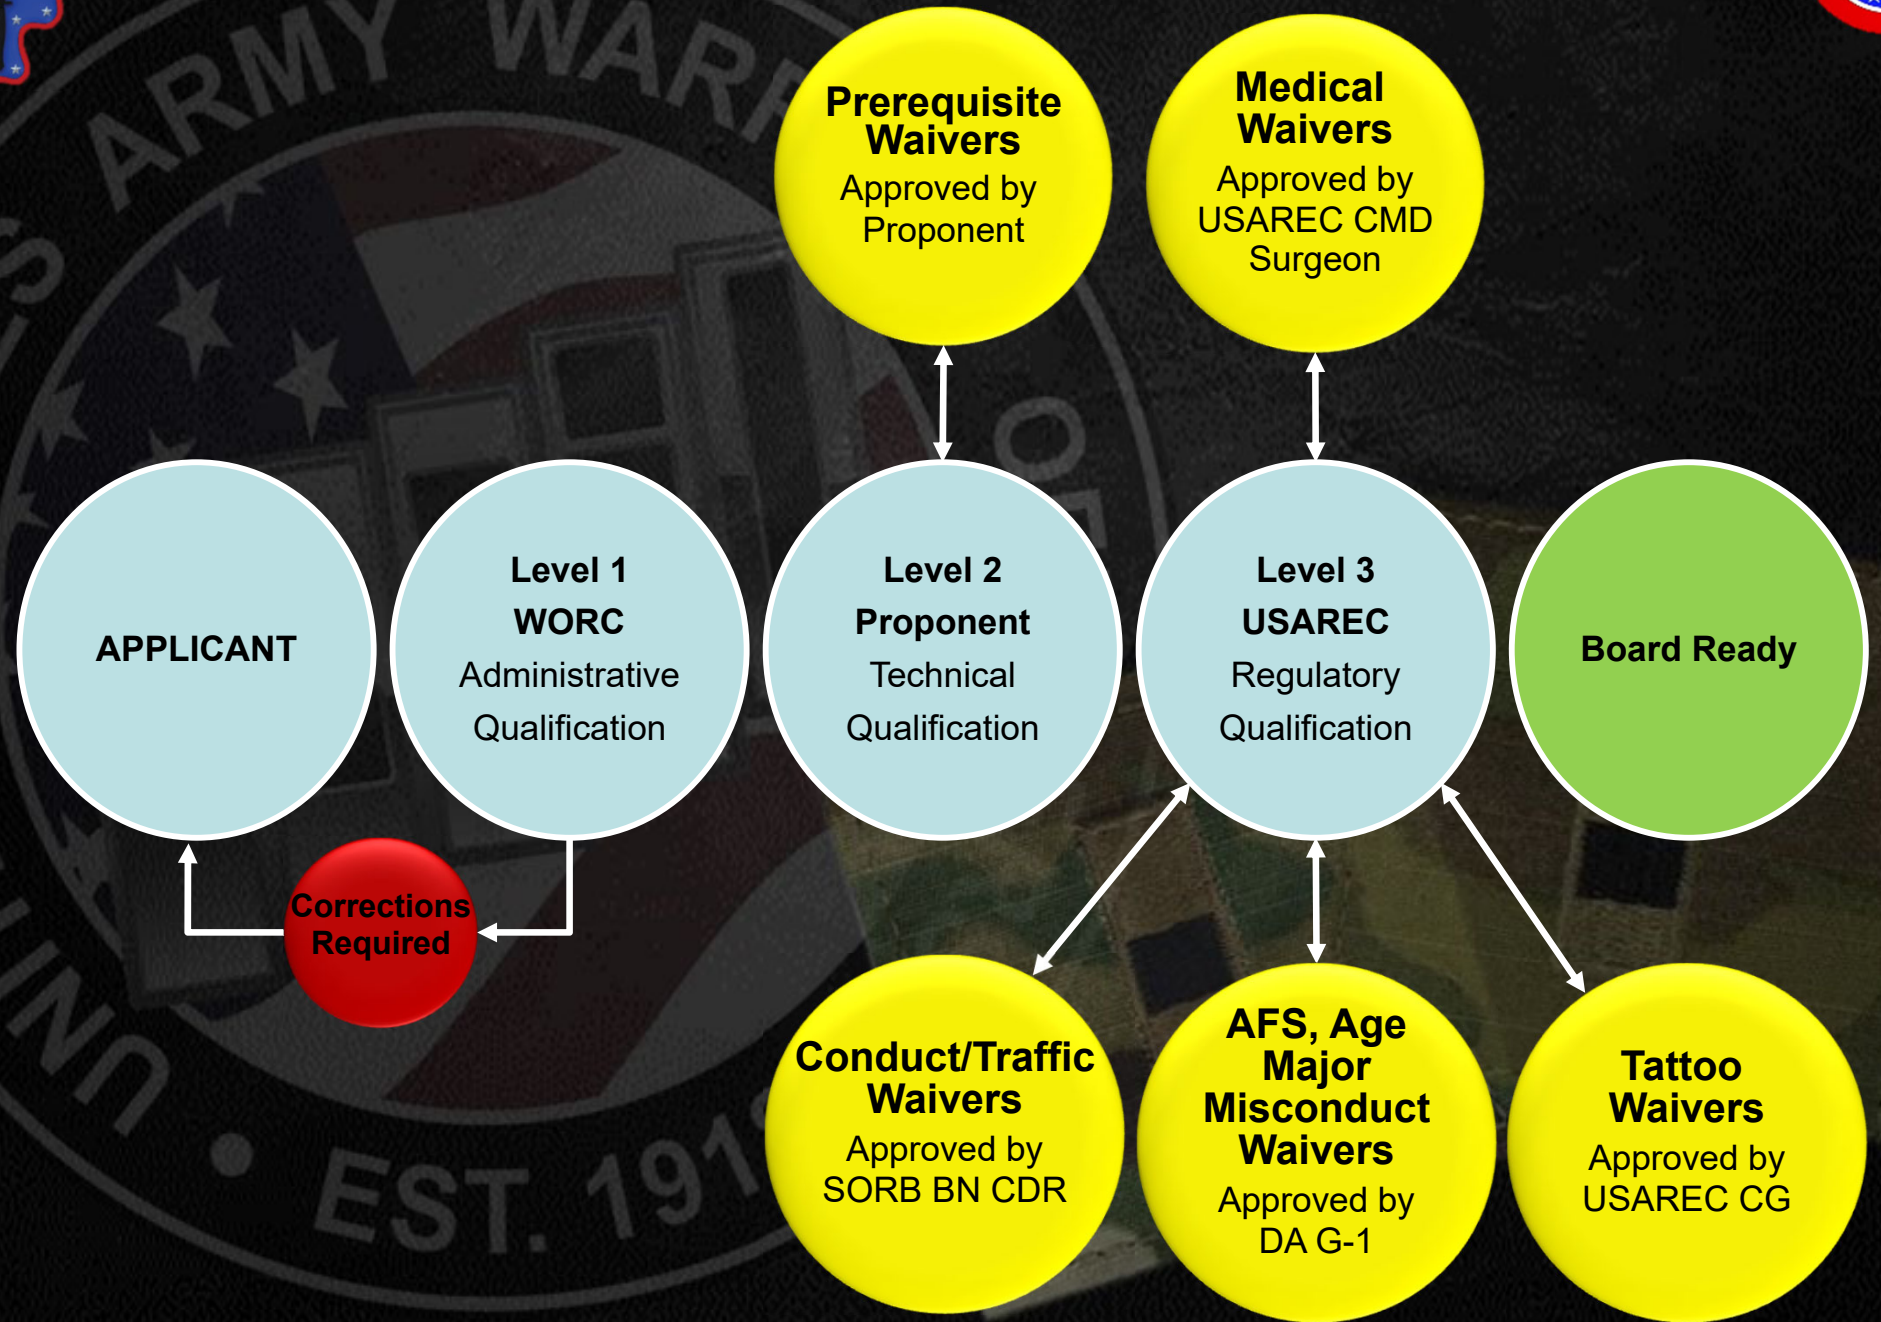 ARMY WARR
Prerequisite
Waivers
Approved by
Proponent
Medical
Waivers
Approved by
USAREC CMD
Surgeon
APPLICANT
Level 1
WORC
Administrative
Qualification
Level 2
Proponent
Technical
Qualification
Level 3
USAREC
Regulatory
Qualification
Board Ready
Corrections
Required
Conduct/Traffic
Waivers
Approved by
SORB BN CDR
AFS, Age
Major
Misconduct
Waivers
Approved by
DA G-1
Tattoo
Waivers
Approved by
USAREC CG
EST. 191